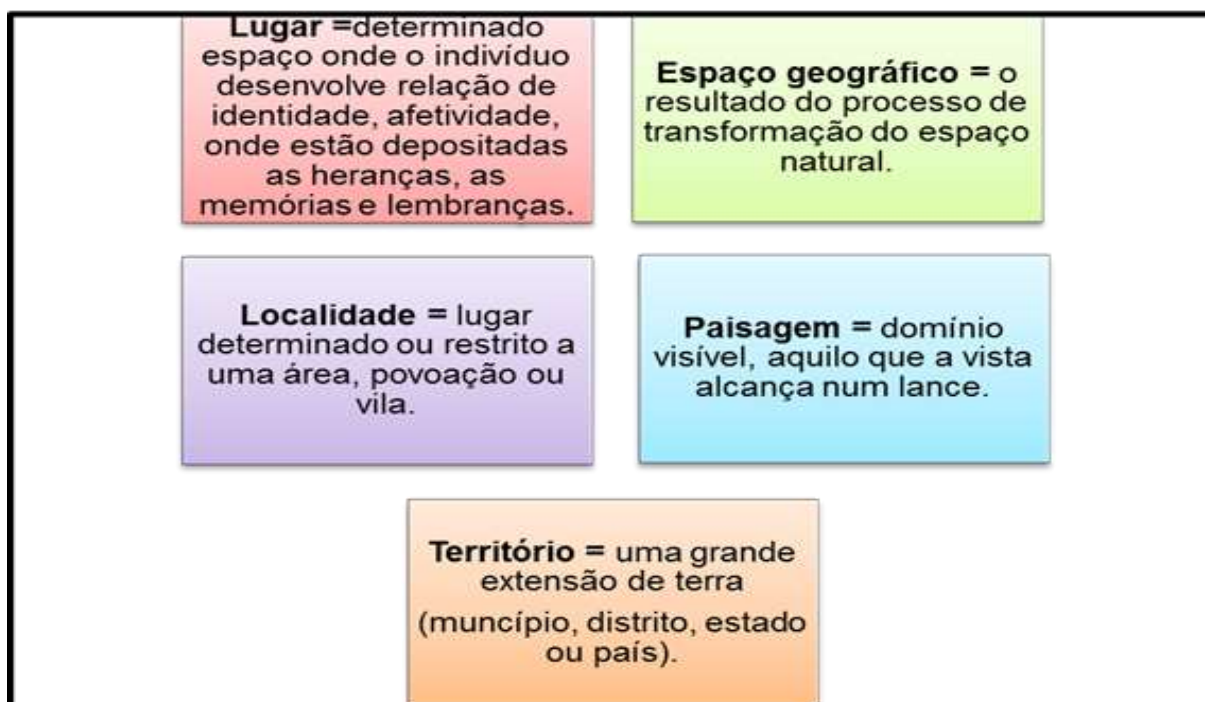 Lugar =determinado
espaço onde o indivíduo
desenvolve relação de
identidade, afetividade,
onde estão depositadas
as heranças, as
memórias e lembranças.
Espaço geográfico = o
resultado do processo de
transformação do espaço
natural.
Localidade = lugar
determinado ou restrito a
uma área, povoação ou
vila.
Paisagem = domínio
visível, aquilo que a vista
alcança num lance.
Território = uma grande
extensão de terra
(muncípio, distrito, estado
ou país).